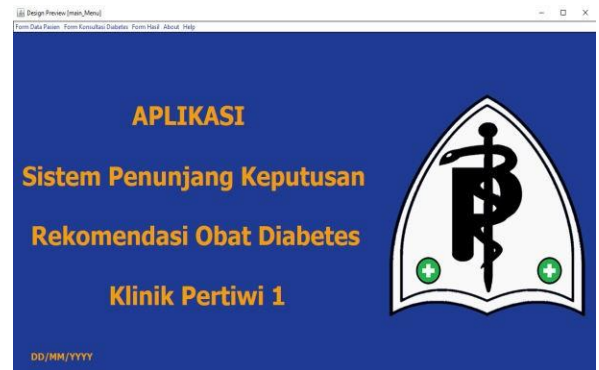 Design Preview [main_Menu]
Form Data Pasien Form Konsultasi Diabetes Form Hasil About Help
APLIKASI
Sistem Penunjang Keputusan
Rekomendasi Obat Diabetes
Klinik Pertiwi 1
DD/MM/YYYY